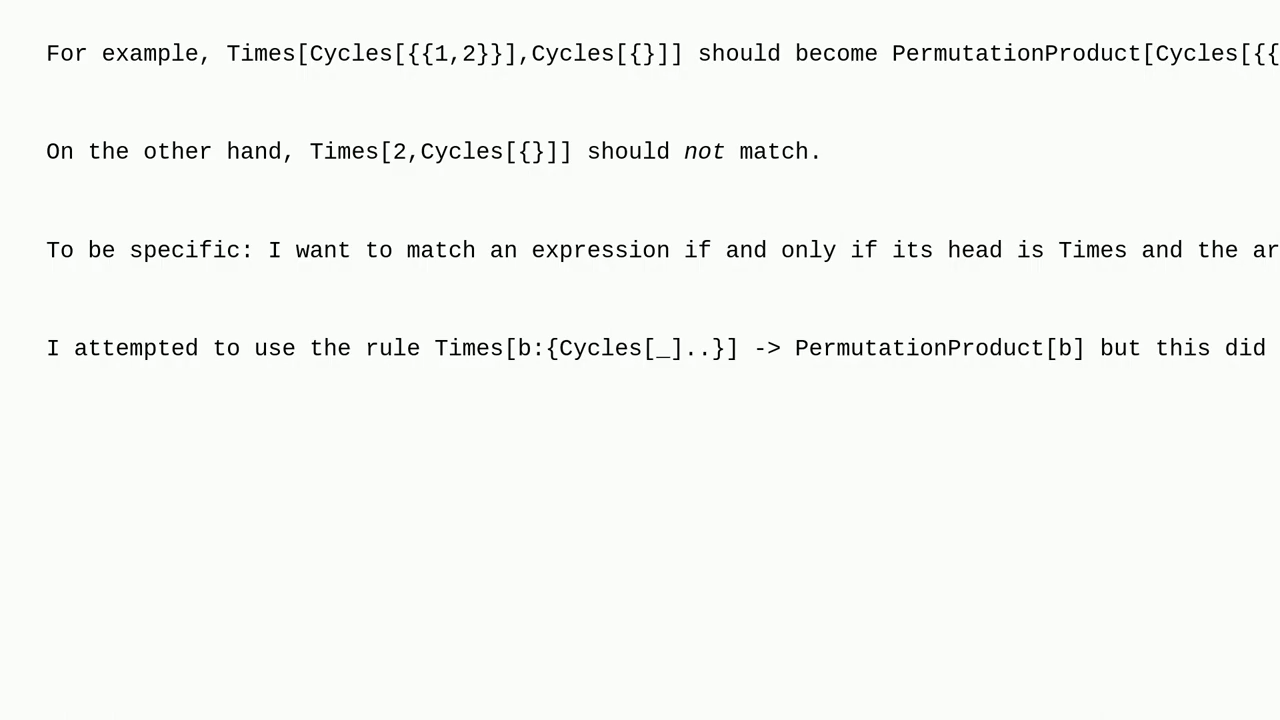 For example, Times[Cycles[{{1,2}}],Cycles[{}]] should become PermutationProduct[Cycles[{{
On the other hand, Times[2,Cycles[{}]] should not match.
To be specific: I want to match an expression if and only if its head is Times and the ar
I attempted to use the rule Times[b:{Cycles[_]..}] -> PermutationProduct[b] but this did